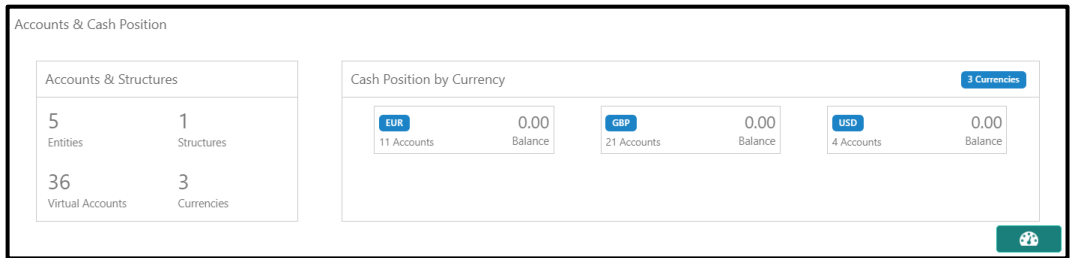 Accounts & Cash Position
Accounts & Structures
5 1
Entities Structures
36 3
Virtual Accounts Currencies
Cash Position by Currency 3 Currencies
EUR 0.00 GBP 0.00 USD 0.00
11 Accounts Balance 21 Accounts Balance 4 Accounts Balance